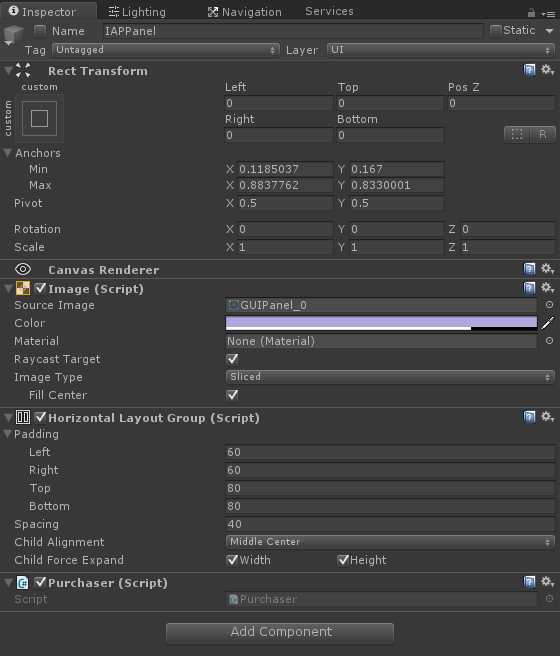 Inspector Lighting Navigation Services
Name IAPPanel Static
Tag Untagged Layer UI
Rect Transform
custom Left Top Pos Z
custom 0 0 0
Right Bottom
0 0 R
Anchors
Min X 0.1185037 Y 0.167
Max X 0.8837762 Y 0.8330001
Pivot X 0.5 Y 0.5
Rotation X 0 Y 0 Z 0
Scale X 1 Y 1 Z 1
Canvas Renderer
Image (Script)
Source Image GUIPanel_0
Color
Material None (Material)
Raycast Target
Image Type Sliced
Fill Center
Horizontal Layout Group (Script)
Padding
Left 60
Right 60
Top 80
Bottom 80
Spacing 40
Child Alignment Middle Center
Child Force Expand Width Height
Purchaser (Script)
Script Purchaser
Add Component